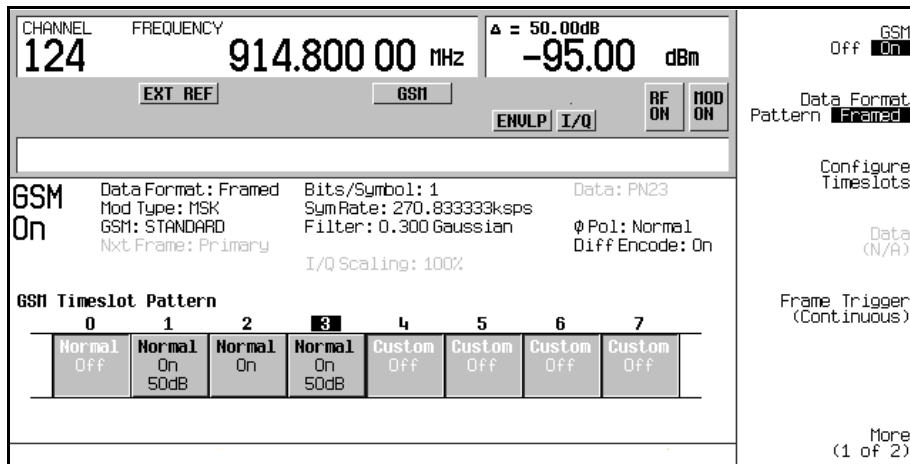 CHANNEL FREQUENCY Δ = 50.00dB
124 914.800 00 MHz -95.00 dBm
EXT REF GSM RF ON MOD ON
ENVLP I/Q
GSM
Off On
Data Format
Pattern Framed
Configure
Timeslots
Data
(N/A)
Frame Trigger
(Continuous)
More
(1 of 2)
GSM
On
Data Format: Framed Bits/Symbol: 1 Data: PN23
Mod Type: MSK Sym Rate: 270.833333ksps
GSM: STANDARD Filter: 0.300 Gaussian ΦPol: Normal
Nxt Frame: Primary Diff Encode: On
I/Q Scaling: 100%
GSM Timeslot Pattern
0 1 2 3 4 5 6 7
Normal Normal Normal Normal Custom Custom Custom Custom
Off On On On Off Off Off Off
50dB 50dB